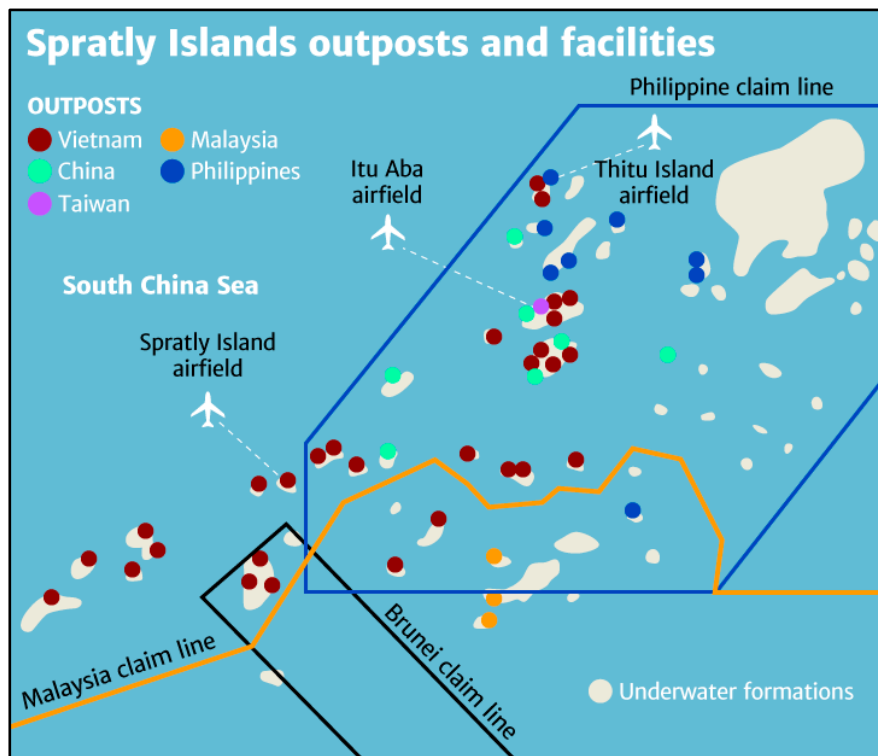 Spratly Islands outposts and facilities
Philippine claim line
OUTPOSTS
Vietnam
Malaysia
China
Philippines
Taiwan
Itu Aba
airfield
Thitu Island
airfield
South China Sea
Spratly Island
airfield
Malaysia claim line
Brunei claim line
Underwater formations